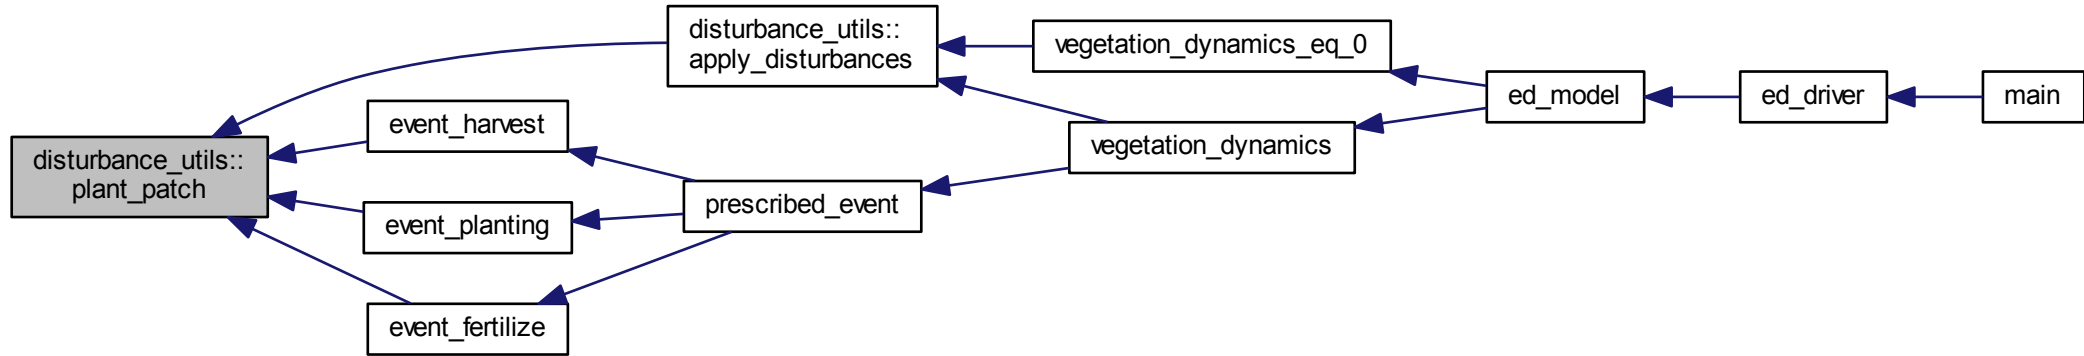 disturbance_utils::
plant_patch
event_harvest
event_planting
event_fertilize
disturbance_utils::
apply_disturbances
prescribed_event
vegetation_dynamics_eq_0
vegetation_dynamics
ed_model
ed_driver
main